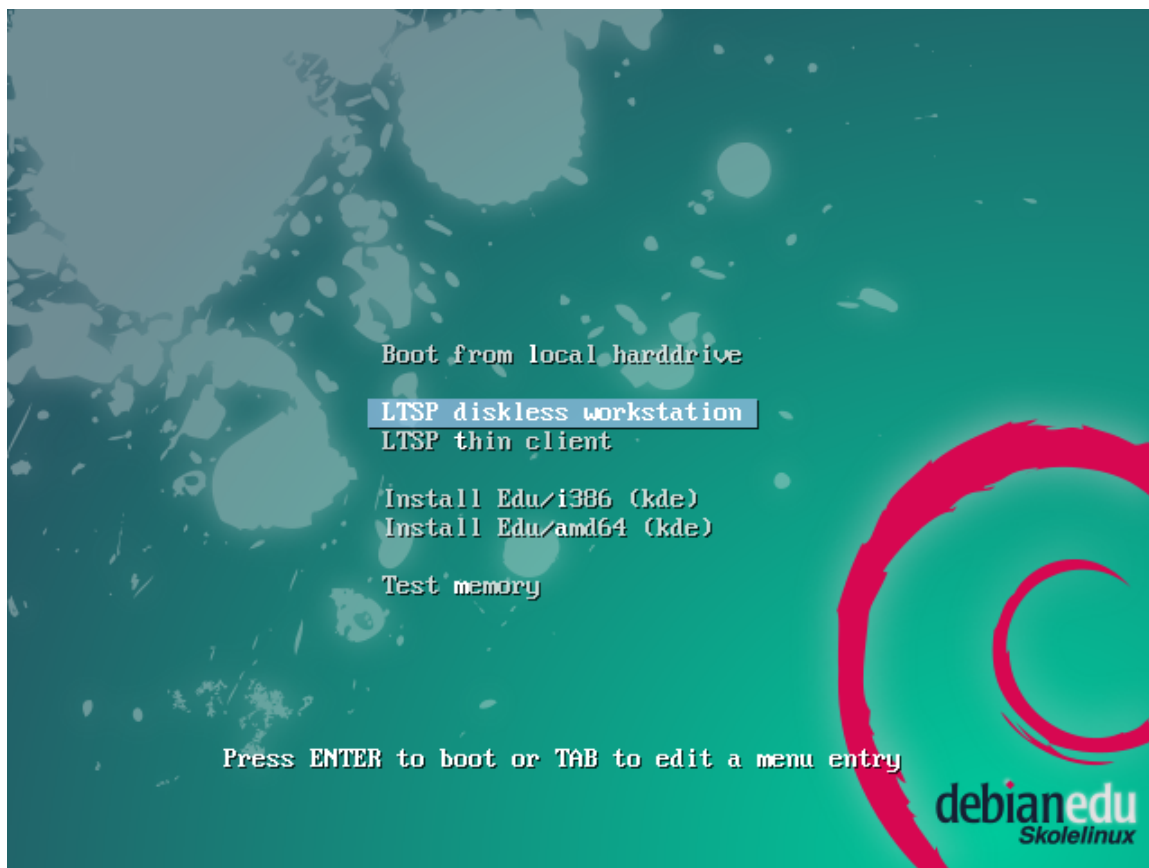 Boot from local harddrive
LTSP diskless workstation
LTSP thin client
Install Edu/i386 (kde)
Install Edu/amd64 (kde)
Test memory
Press ENTER to boot or TAB to edit a menu entry
debianedu
Skolelinux